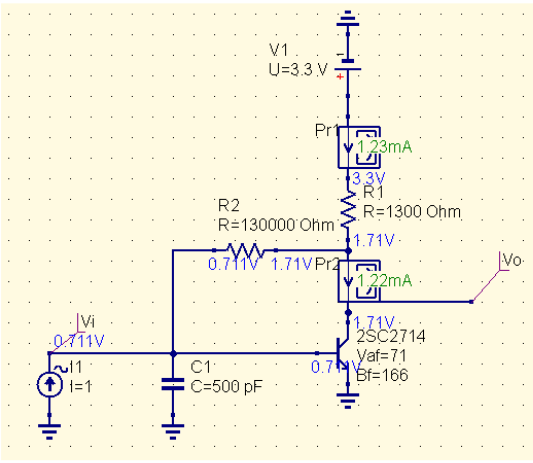 V1
U=3.3 V
Pr1
1.23mA
3.3V
R1
R=1300 Ohm
R2
R=130000 Ohm
1.71V
0.711V
1.71V
Pr2
1.22mA
Vo
1.71V
Vi
0.711V
2SC2714
Vaf=71
Bf=166
I1
I=1
C1
C=500 pF